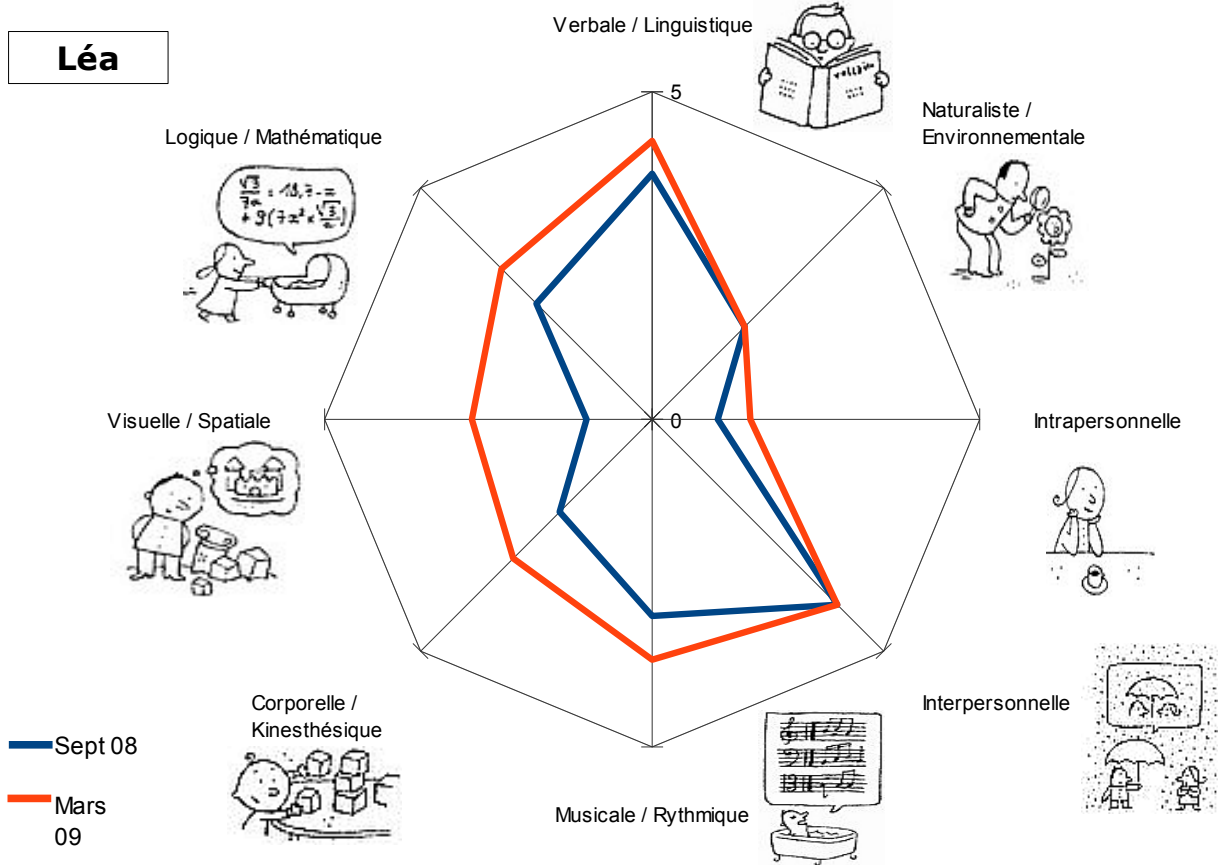 Léa
Verbale / Linguistique
Naturaliste /
Environnementale
Logique / Mathématique
5
0
Visuelle / Spatiale
Intrapersonnelle
Interpersonnelle
Corporelle /
Kinesthésique
Musicale / Rythmique
Sept 08
Mars
09